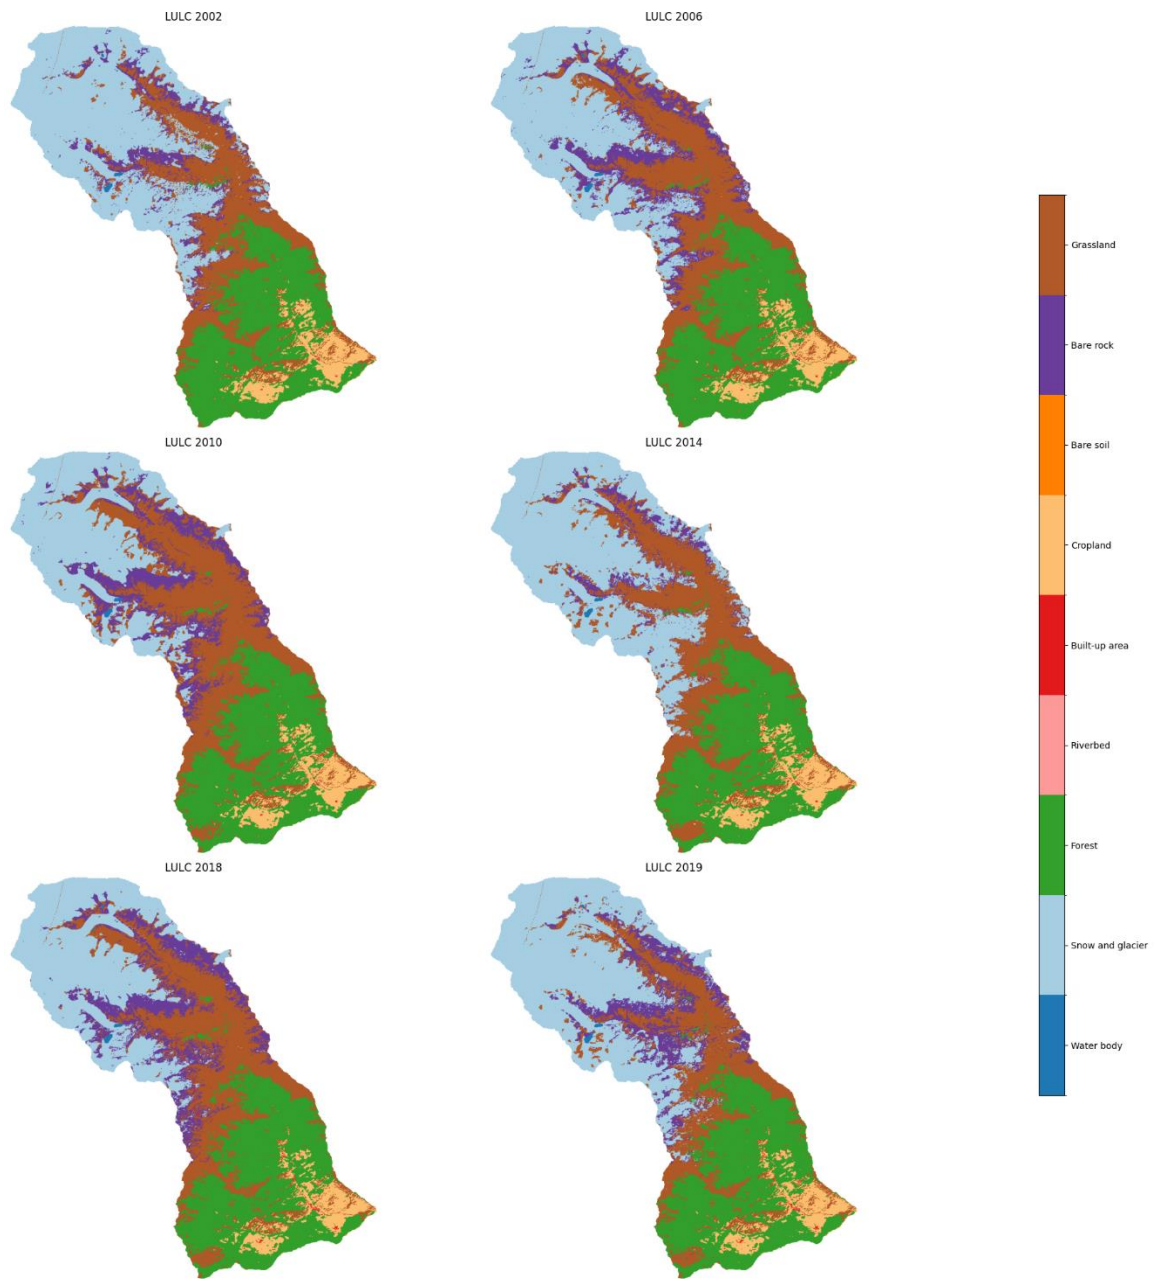 LULC 2002
LULC 2006
LULC 2010
LULC 2014
LULC 2018
LULC 2019
Grassland
Bare rock
Bare soil
Cropland
Built-up area
Riverbed
Forest
Snow and glacier
Water body